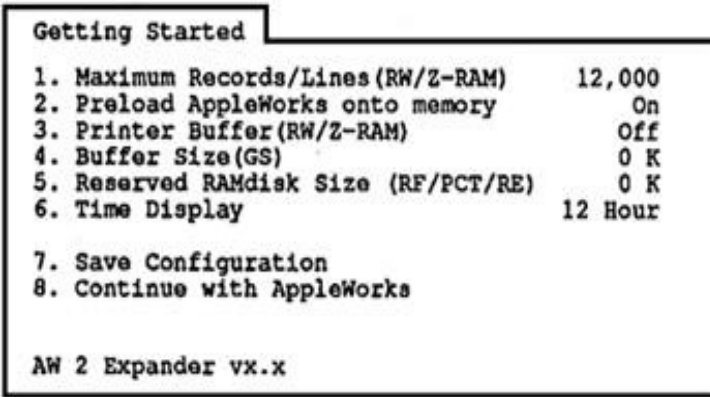 Getting Started
1. Maximum Records/Lines(RW/Z-RAM) 12,000
2. Preload AppleWorks onto memory On
3. Printer Buffer(RW/Z-RAM) Off
4. Buffer Size(GS) 0 K
5. Reserved RAMdisk Size (RF/PCT/RE) 0 K
6. Time Display 12 Hour
7. Save Configuration
8. Continue with AppleWorks
AW 2 Expander vx.x